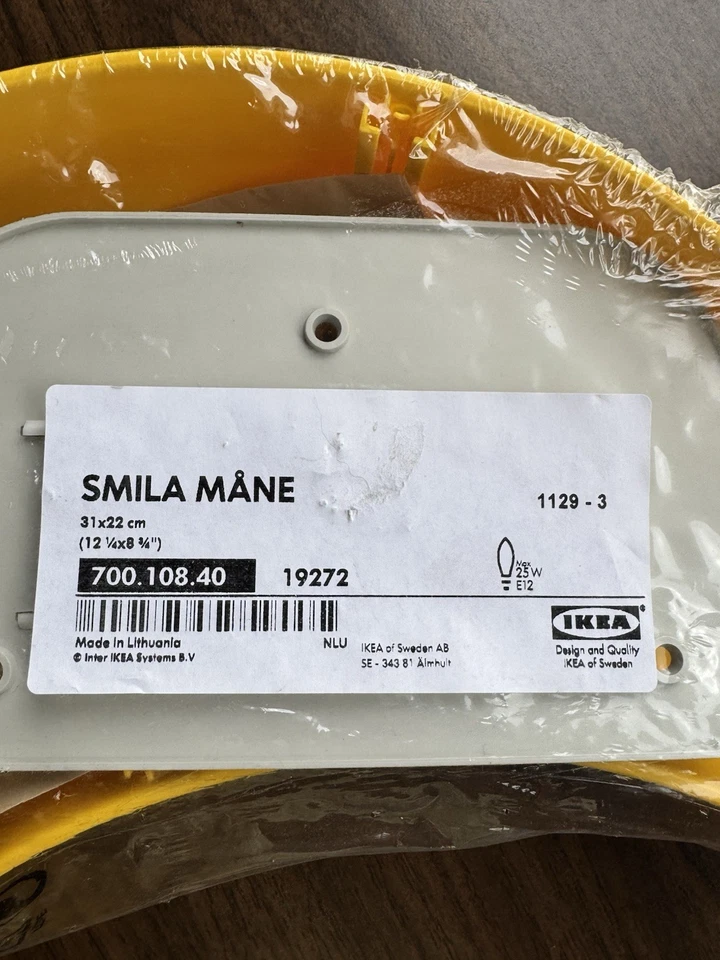 SMILA MÅNE
31x22 cm
(12 ¼x8 ¾")
1129 - 3
700.108.40
19272
Max
25W
E12
Made in Lithuania
NLU
© Inter IKEA Systems B.V
IKEA of Sweden AB
SE - 343 81 Älmhult
IKEA®
Design and Quality
IKEA of Sweden